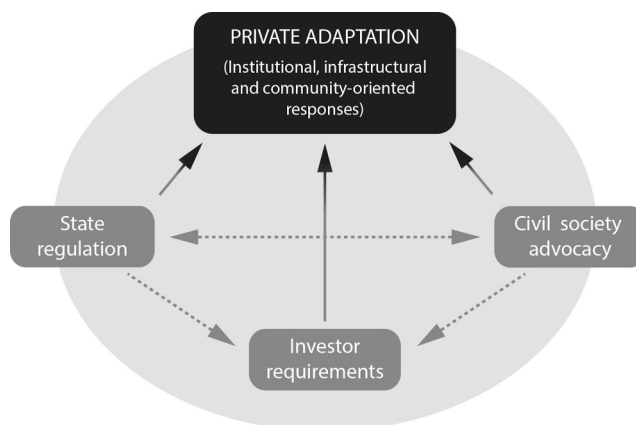 PRIVATE ADAPTATION
(Institutional, infrastructural
and community-oriented
responses)
State
regulation
Civil society
advocacy
Investor
requirements